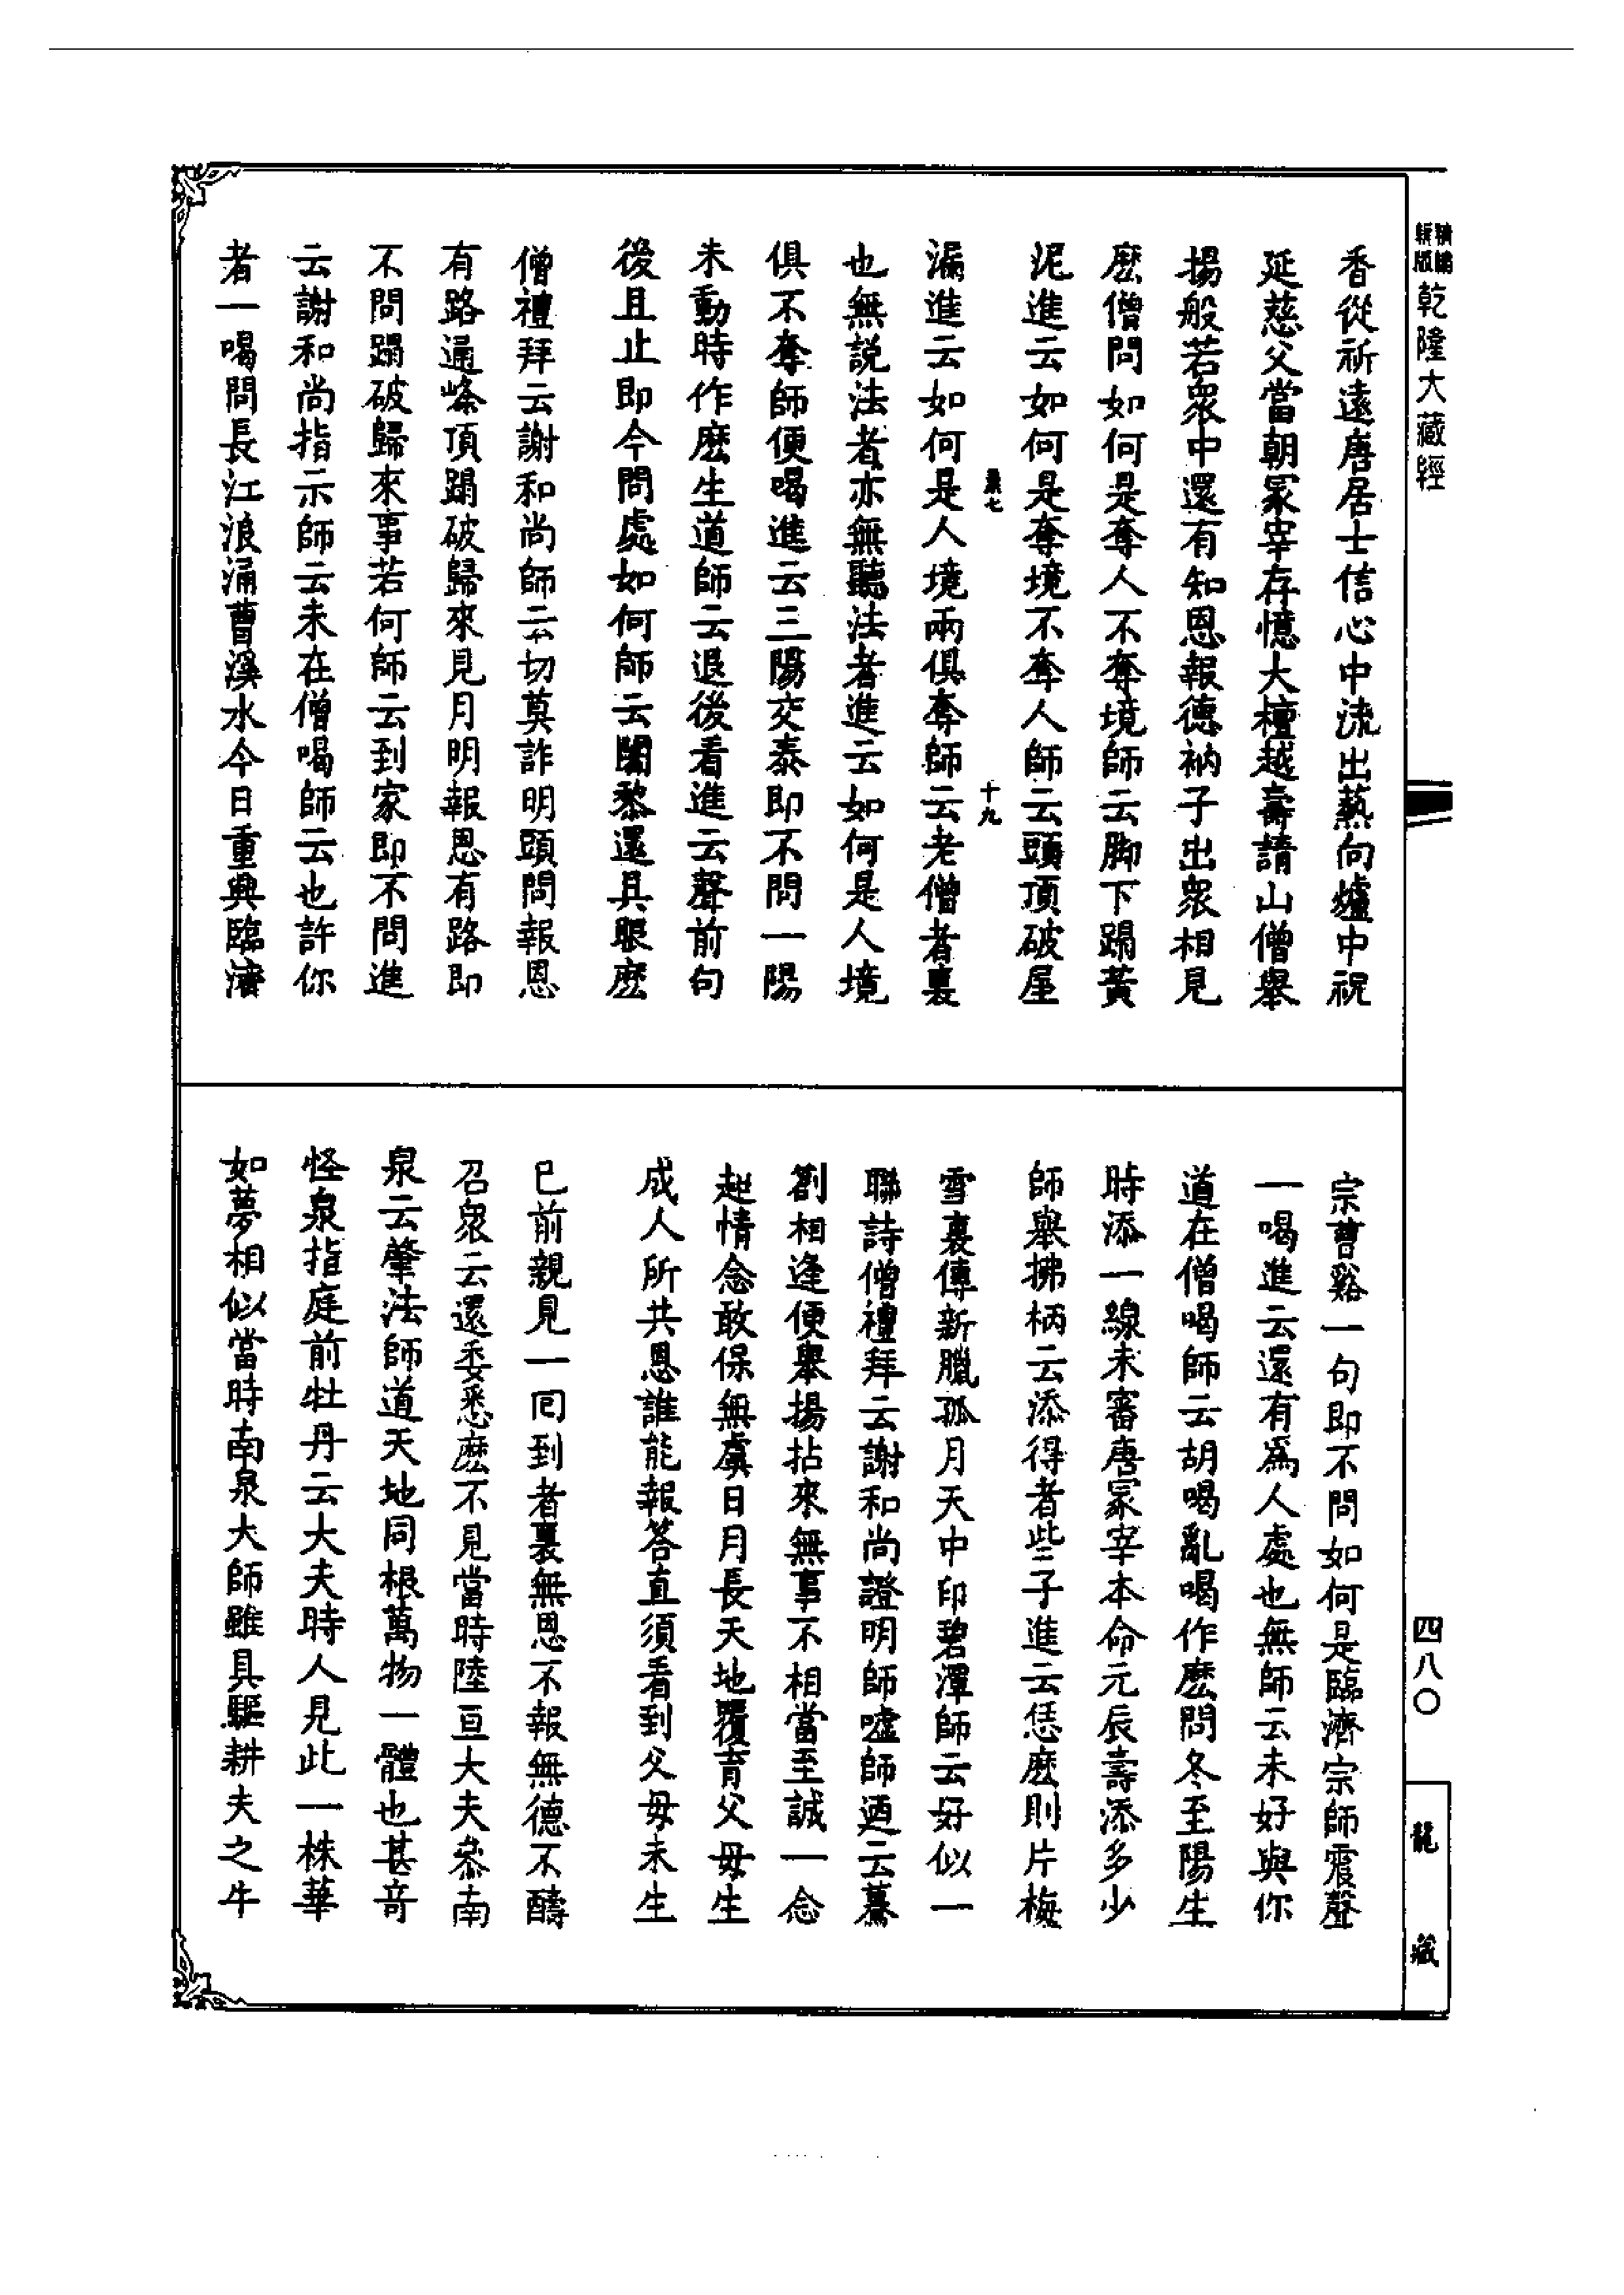 乾隆大藏經
香從祈遠唐居士信心中流出爇向爐中祝
延慈父當朝冢宰存憶大檀越壽請山僧舉
揚般若衆中還有知恩報德衲子出衆相見
麽僧問如何是奪人不奪境師云脚下蹋黃
泥進云如何是奪境不奪人師云頭頂破屋
漏進云如何是人境兩俱奪師云老僧者裏
也無説法者亦無聽法者進云如何是人境
俱不奪師便喝進云三陽交泰即不問一陽
未動時作麽生道師云退後看進云聲前句
後且止即今問處如何師云闍黎還具眼麽
僧禮拜云謝和尚師云切莫詐明頭問報恩
有路通峰頂蹋破歸來見月明報恩有路即
不問蹋破歸來事若何師云到家即不問進
云謝和尚指示師云未在僧喝師云也許你
者一喝問長江浪涌曹溪水今日重興臨濟
宗曹谿一句即不問如何是臨濟宗師震聲
一喝進云還有爲人處也無師云未好與你
道在僧喝師云胡喝亂喝作麽問冬至陽生
時添一線未審唐冢宰本命元辰壽添多少
師舉拂柄云添得者些子進云恁麽則片梅
雪裏傳新臘孤月天中印碧潭師云好似一
聯詩僧禮拜云謝和尚證明師噓師迺云驀
劄相逢便舉揚拈來無事不相當至誠一念
起情念敢保無虞日月長天地覆育父母生
成人所共恩誰能報答直須看到父母未生
已前親見一回到者裏無恩不報無德不醻
召衆云還委悉麽不見當時陸亘大夫叅南
泉云肇法師道天地同根萬物一體也甚奇
怪泉指庭前牡丹云大夫時人見此一株華
如夢相似當時南泉大師雖具驅耕夫之牛
十九
四八〇
龍藏